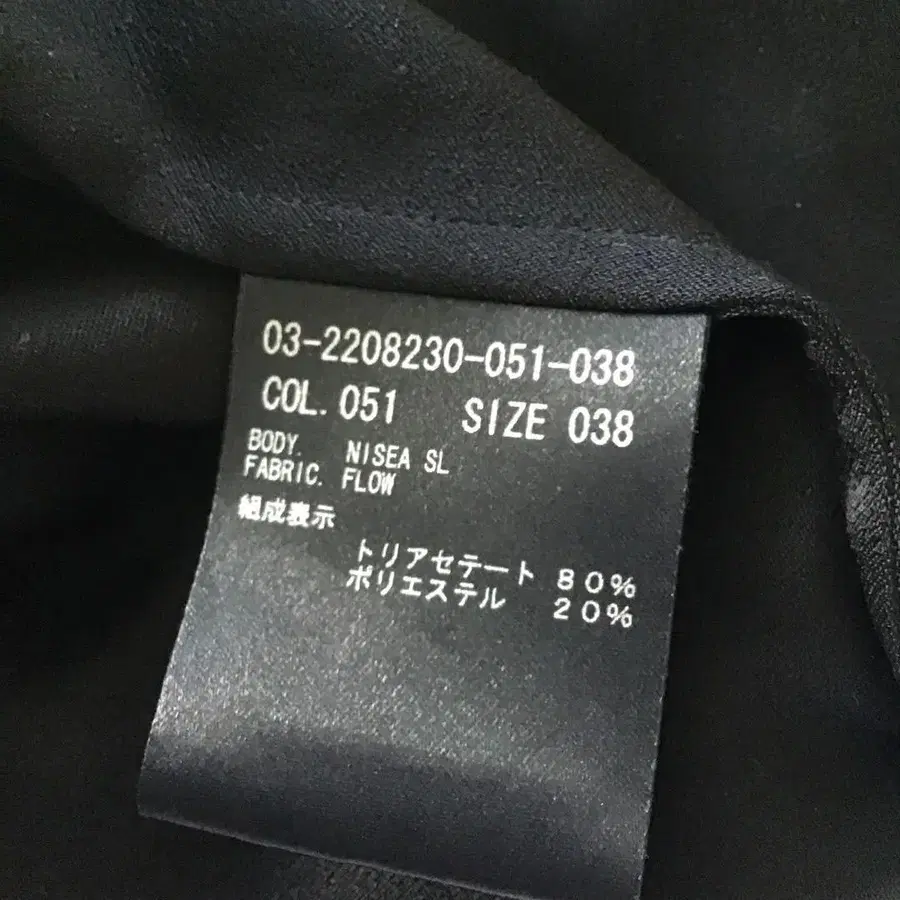 03-2208230-051-038
COL. 051 SIZE 038
BODY. NISEA SL
FABRIC. FLOW
組成表示
トリアセテート 80%
ポリエステル 20%